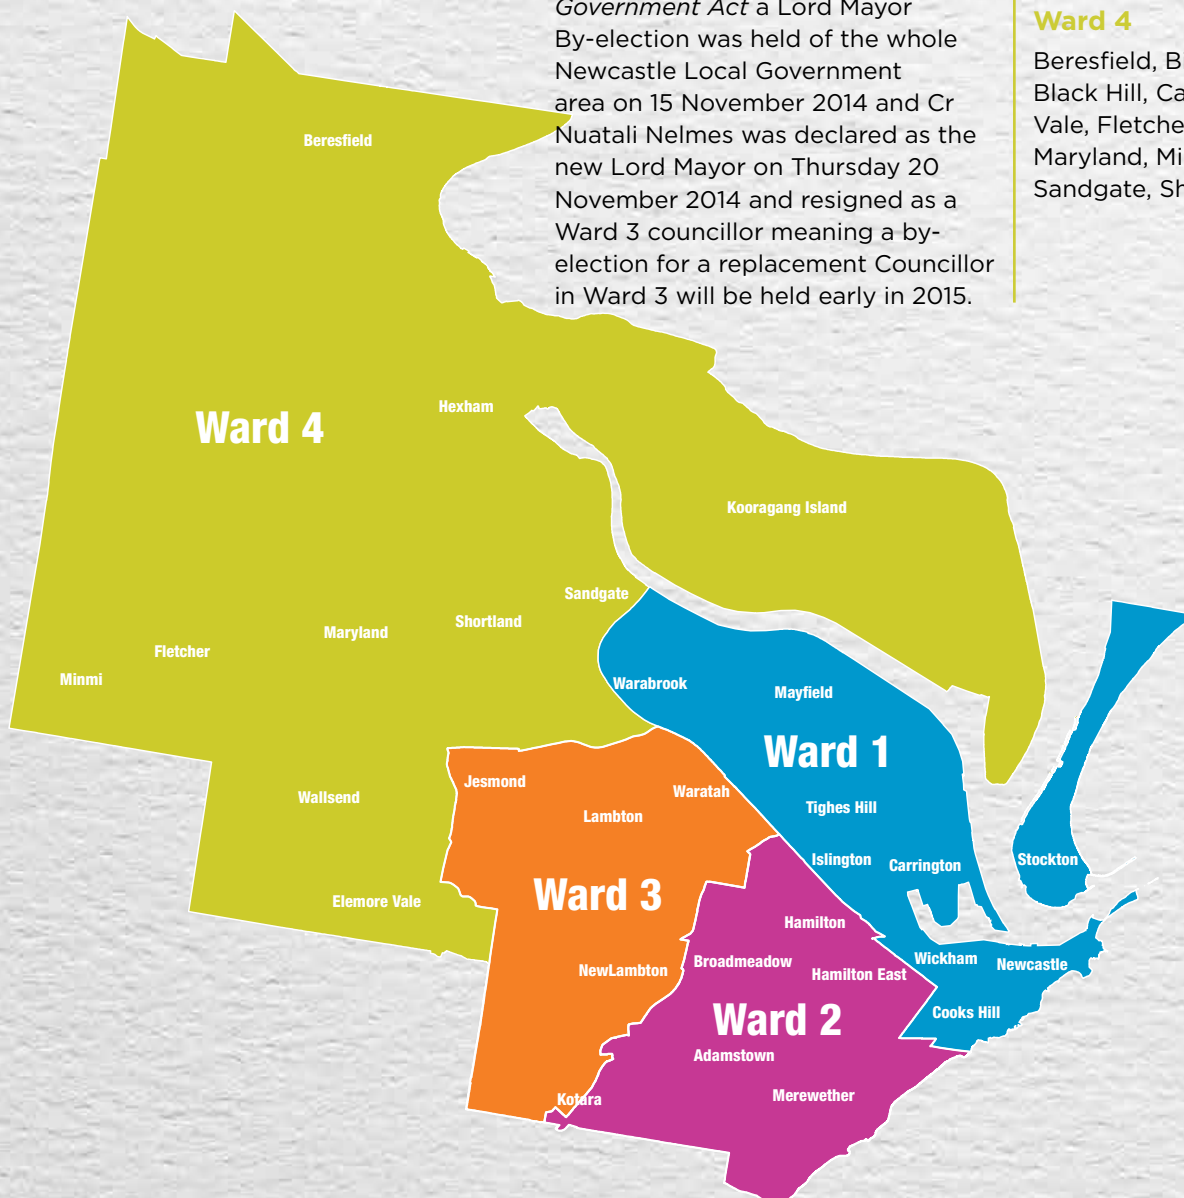 Government Act a Lord Mayor
By-election was held of the whole
Newcastle Local Government
area on 15 November 2014 and Cr
Nuatali Nelmes was declared as the
new Lord Mayor on Thursday 20
November 2014 and resigned as a
Ward 3 councillor meaning a by-
election for a replacement Councillor
in Ward 3 will be held early in 2015.
Ward 4
Beresfield, B
Black Hill, Ca
Vale, Fletche
Maryland, Mi
Sandgate, Sh
Beresfield
Hexham
Ward 4
Kooragang Island
Sandgate
Shortland
Maryland
Fletcher
Minmi
Warabrook
Mayfield
Ward 1
Jesmond
Waratah
Wallsend
Lambton
Tighes Hill
Islington
Carrington
Stockton
Ward 3
Elemore Vale
Hamilton
Wickham
Newcastle
Broadmeadow
NewLambton
Hamilton East
Cooks Hill
Ward 2
Adamstown
Merewether
Kotara